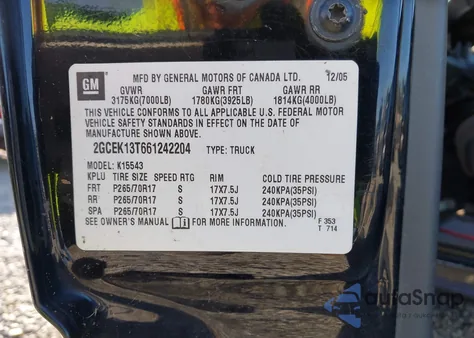 GM
MFD BY GENERAL MOTORS OF CANADA LTD. 12/05
GVWR GAWR FRT GAWR RR
3175KG(7000LB) 1780KG(3925LB) 1814KG(4000LB)
THIS VEHICLE CONFORMS TO ALL APPLICABLE U.S. FEDERAL MOTOR
VEHICLE SAFETY STANDARDS IN EFFECT ON THE DATE OF
MANUFACTURE SHOWN ABOVE.
2GCEK13T661242204 TYPE: TRUCK
MODEL: K15543
KPLU TIRE SIZE SPEED RTG RIM COLD TIRE PRESSURE
FRT P265/70R17 S 17X7.5J 240KPA(35PSI)
RR P265/70R17 S 17X7.5J 240KPA(35PSI)
SPA P265/70R17 S 17X7.5J 240KPA(35PSI)
SEE OWNER'S MANUAL FOR MORE INFORMATION. F 353
T 714
autoSnap